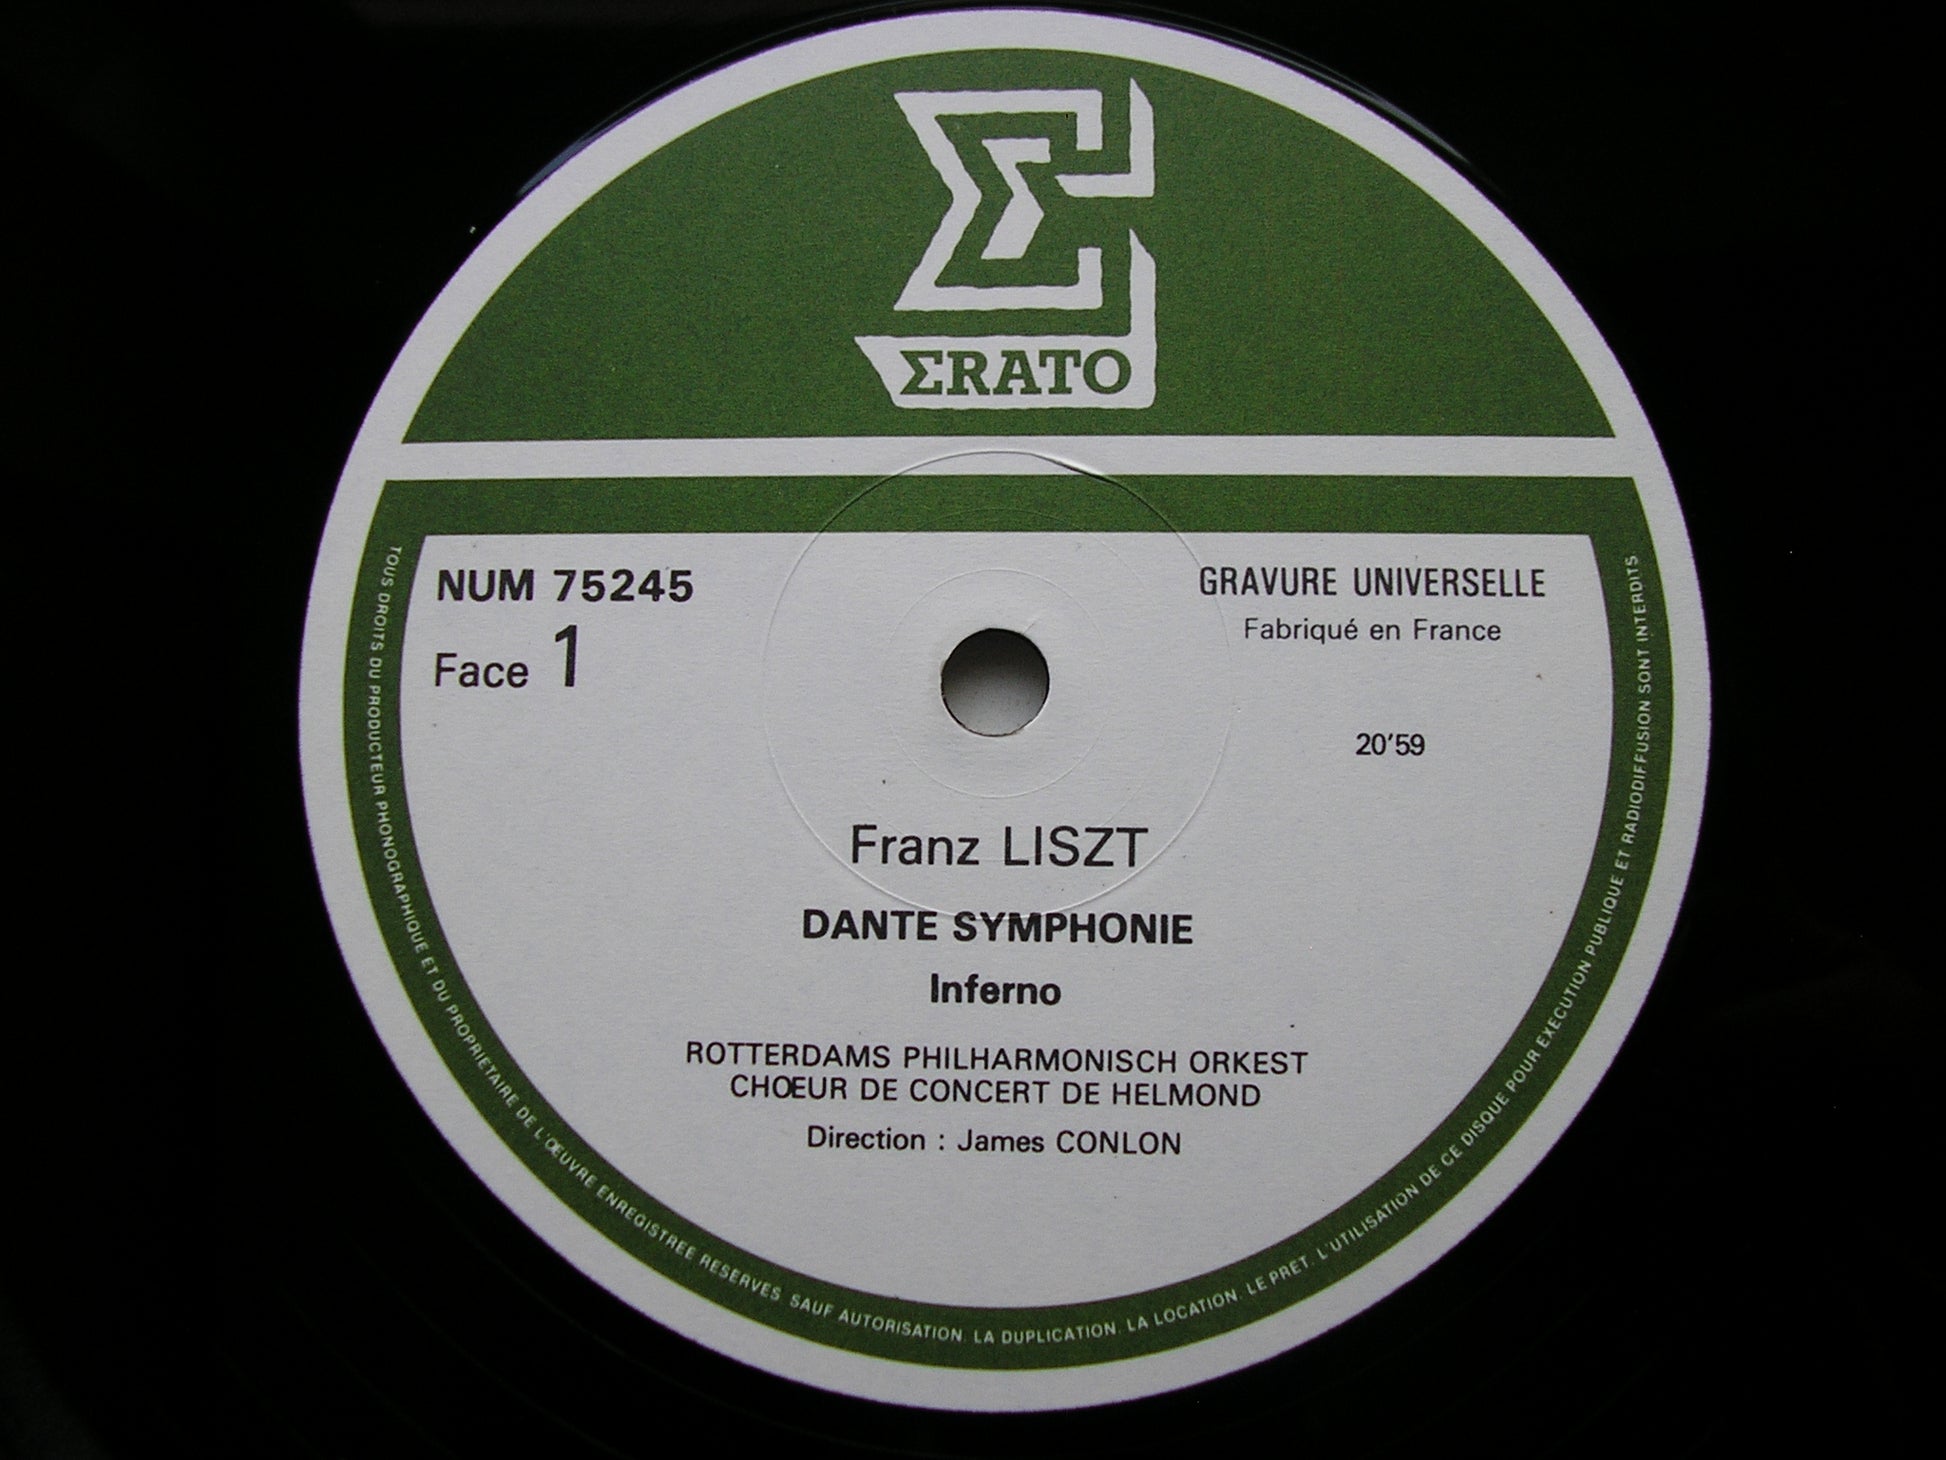 ΣRATO
NUM 75245
Face 1
GRAVURE UNIVERSELLE
Fabriqué en France
20'59
Franz LISZT
DANTE SYMPHONIE
Inferno
ROTTERDAMS PHILHARMONISCH ORKEST
CHŒUR DE CONCERT DE HELMOND
Direction : James CONLON
TOUS DROITS DU PRODUCTEUR PHONOGRAPHIQUE ET DU PROPRIETAIRE DE L'ŒUVRE ENREGISTREE RESERVES. SAUF AUTORISATION. LA DUPLICATION. LA LOCATION. LE PRET. L'UTILISATION DE CE DISQUE POUR EXECUTION PUBLIQUE ET RADIODIFFUSION SONT INTERDITS